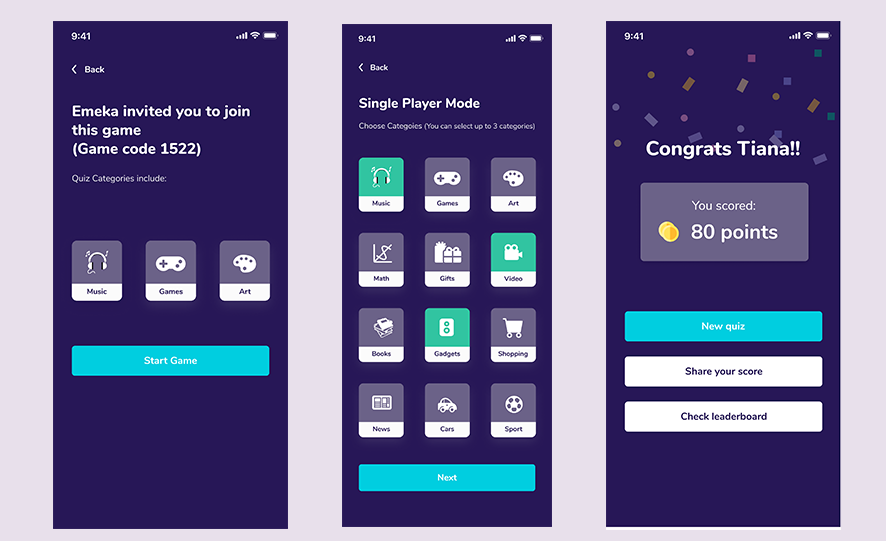 9:41
Back
Emeka invited you to join
this game
(Game code 1522)
Quiz Categories include:
Music
Games
Art
Start Game
9:41
Back
Single Player Mode
Choose Categoies (You can select up to 3 categories)
Music
Games
Art
Math
Gifts
Video
Books
Gadgets
Shopping
News
Cars
Sport
Next
9:41
Congrats Tiana!!
You scored:
80 points
New quiz
Share your score
Check leaderboard